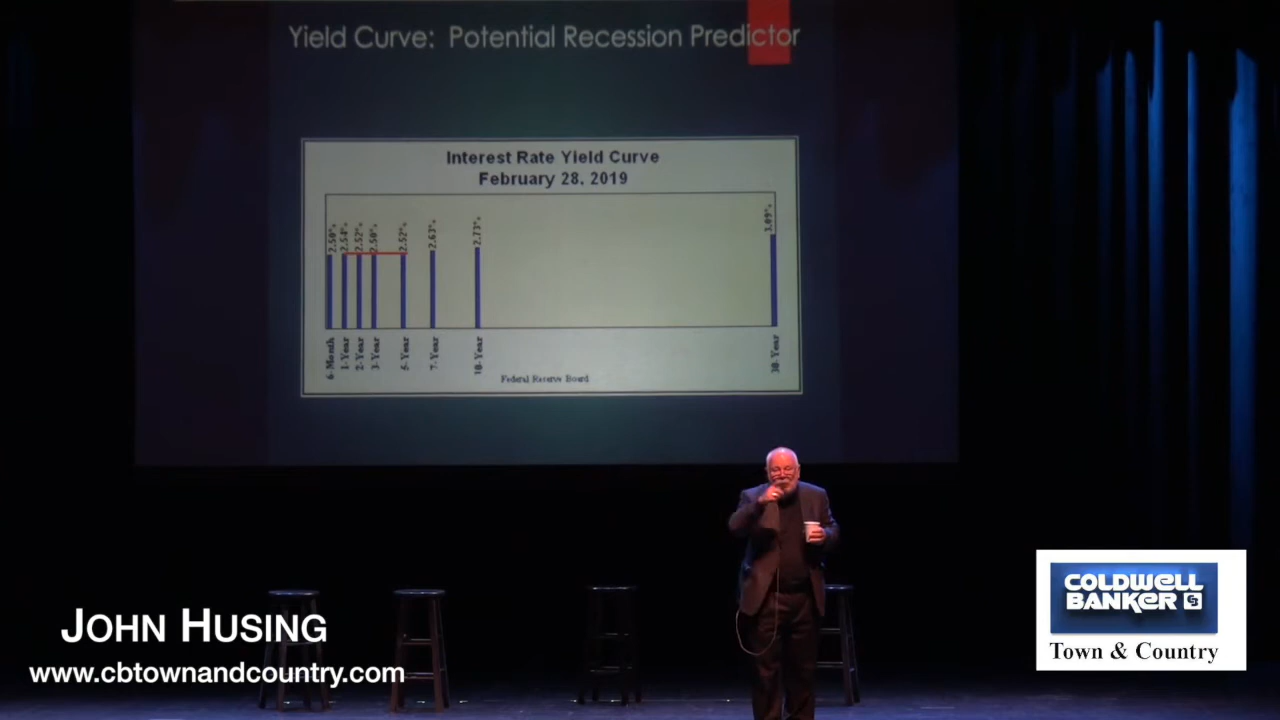 Yield Curve: Potential Recession Predictor
Interest Rate Yield Curve
February 28, 2019
2.50%
2.54%
2.52%
2.50%
2.52%
2.63%
2.73%
3.09%
6-Month
1-Year
2-Year
3-Year
5-Year
7-Year
10-Year
30-Year
Federal Reserve Board
JOHN HUSING
www.cbtownandcountry.com
COLDWELL
BANKER
Town & Country